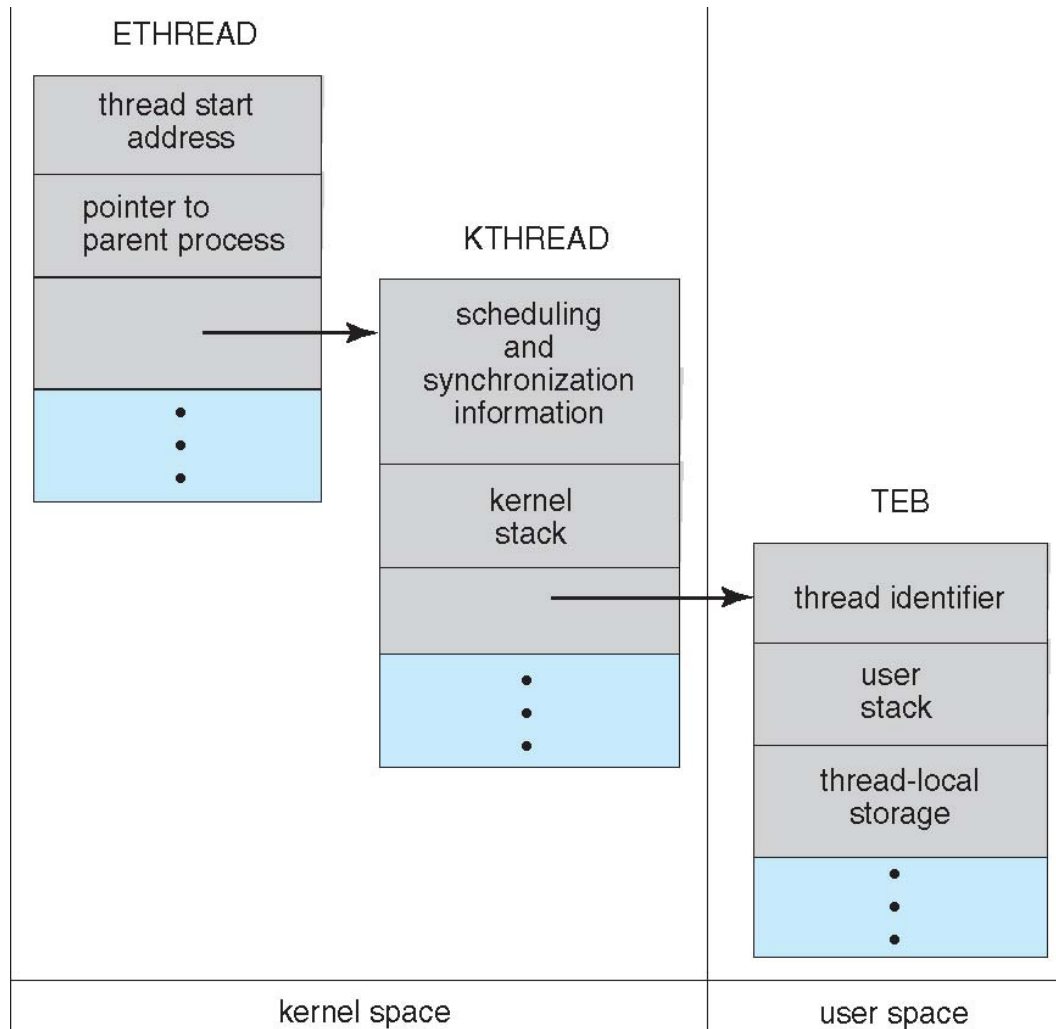 ETHREAD
thread start
address
pointer to
parent process
KTHREAD
scheduling
and
synchronization
information
kernel
stack
TEB
thread identifier
user
stack
thread-local
storage
kernel space
user space